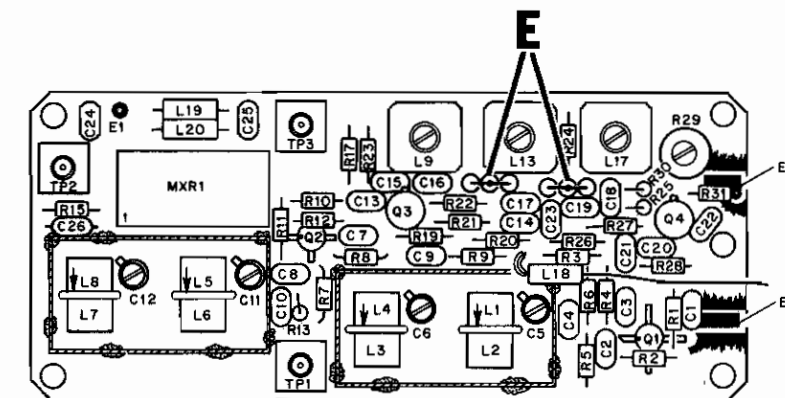 E
C24
E1
L19
L20
C25
TP3
R17
R23
L9
L13
R24
L17
R29
TP2
MXR1
C15
C16
R30
R25
R31
E
R15
C26
R11
R10
R12
C13
Q3
R22
C17
C19
C18
Q2
C7
R21
C14
C23
R27
Q4
C22
R19
R20
R26
C20
R8
C9
R9
R3
C21
R28
L8
L7
C12
L5
L6
C11
C8
C10
R13
R7
L18
L4
L3
C6
L1
L2
C5
C4
R6
R4
C3
R1
C1
E
Q1
C2
R5
R2
TP1